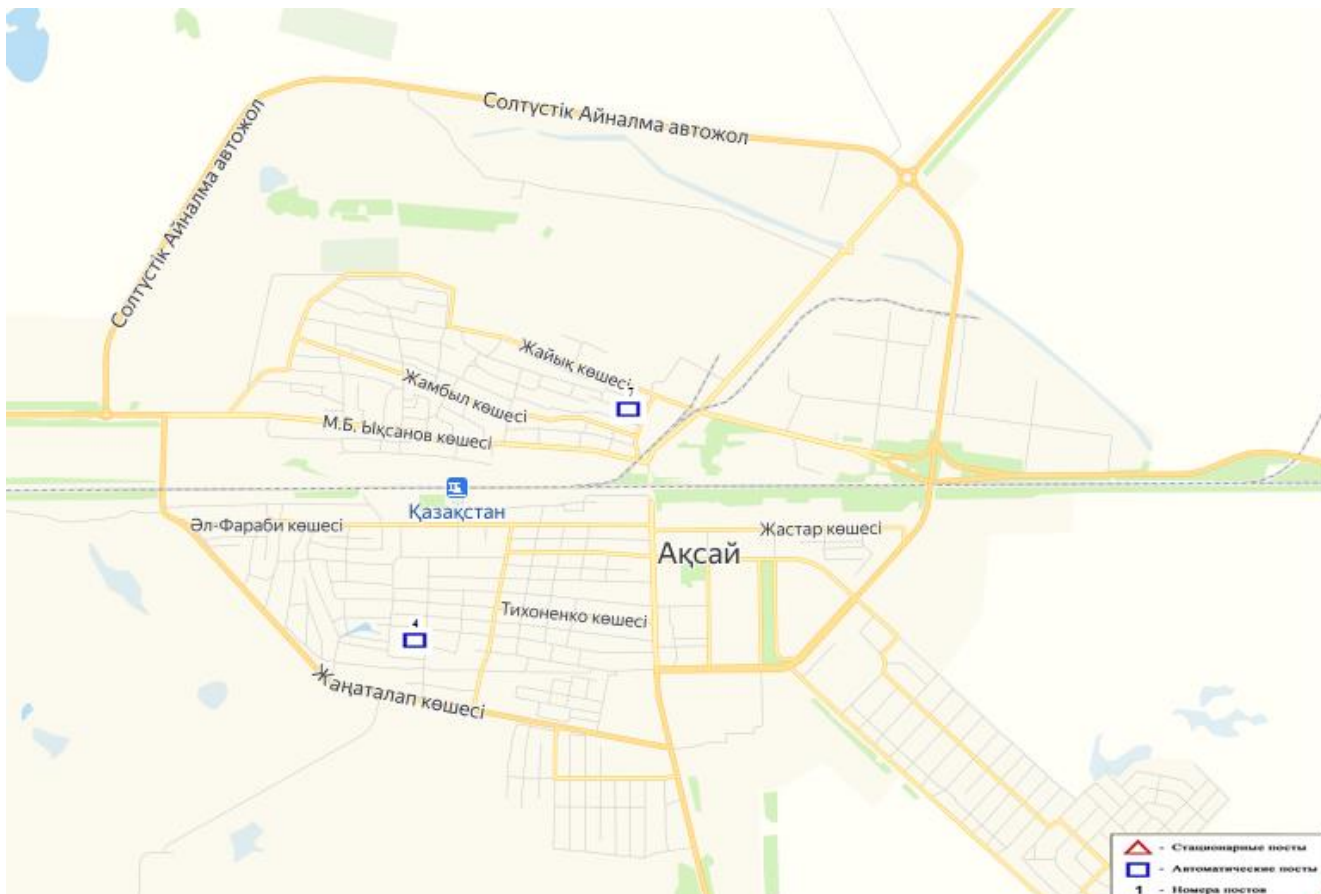 Солтүстік Айналма автожол
Солтүстік Айналма автожол
Жайық көшесі
7
Жамбыл көшесі
М.Б. Ықсанов көшесі
Қазақстан
Әл-Фараби көшесі
Жастар көшесі
Ақсай
Тихоненко көшесі
4
Жаңаталап көшесі
- Стационарные посты
- Автоматические посты
1 - Номера постов